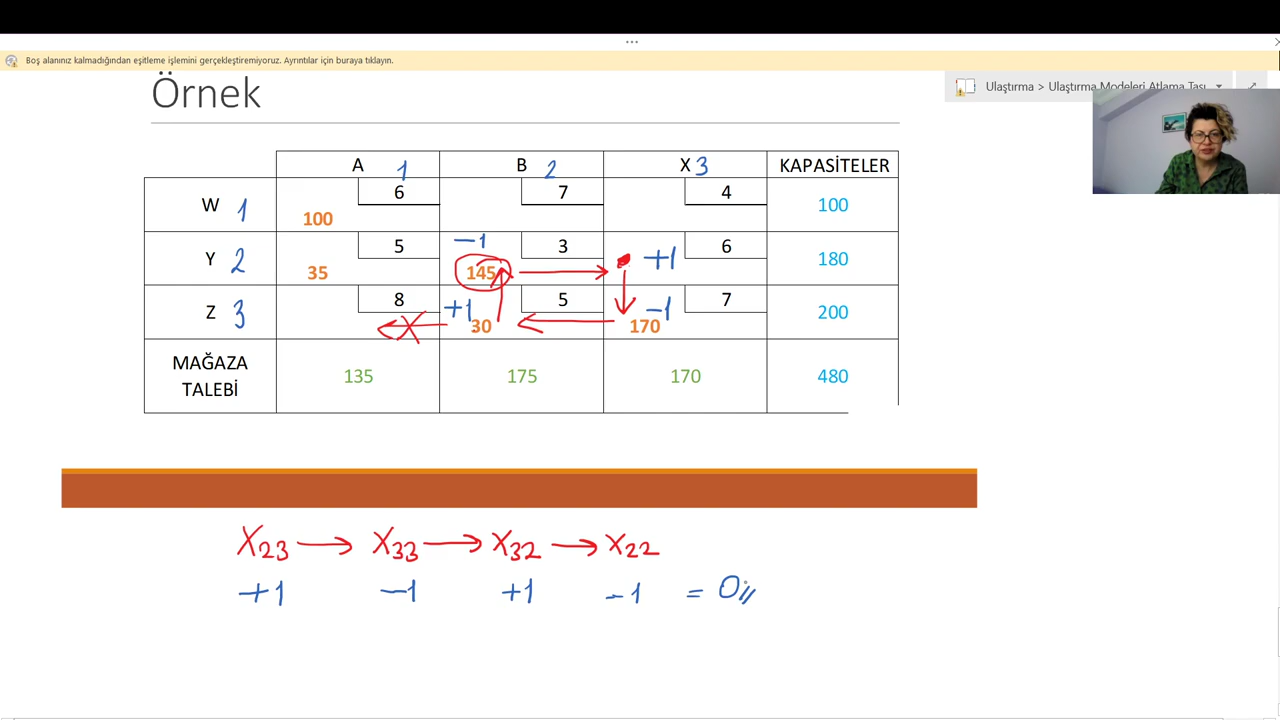 Boş alanınız kalmadığından eşitleme işlemini gerçekleştiremiyoruz. Ayrıntılar için buraya tıklayın.
Örnek
Ulaştırma > Ulaştırma Modeleri Atlama Taşı
A 1 B 2 X 3 KAPASİTELER
W 1 6 7 4 100
100
Y 2 5 -1 3 +1 6 180
35 145
Z 3 8 +1 5 -1 7 200
30 170
MAĞAZA TALEBİ 135 175 170 480
X23 → X33 → X32 → X22
+1 -1 +1 -1 = 0//